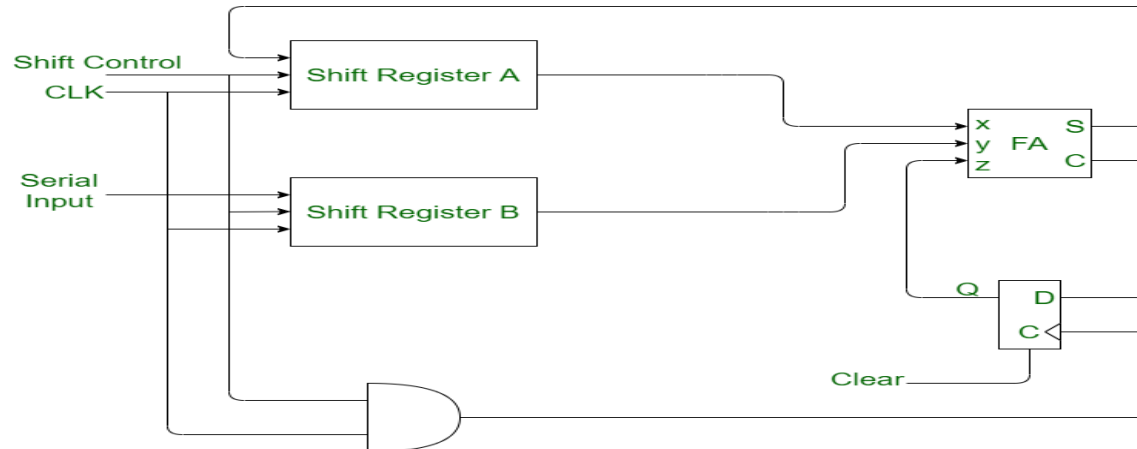 Shift Control
CLK
Shift Register A
x
S
y
FA
z
C
Serial
Input
Shift Register B
Q
D
C
Clear